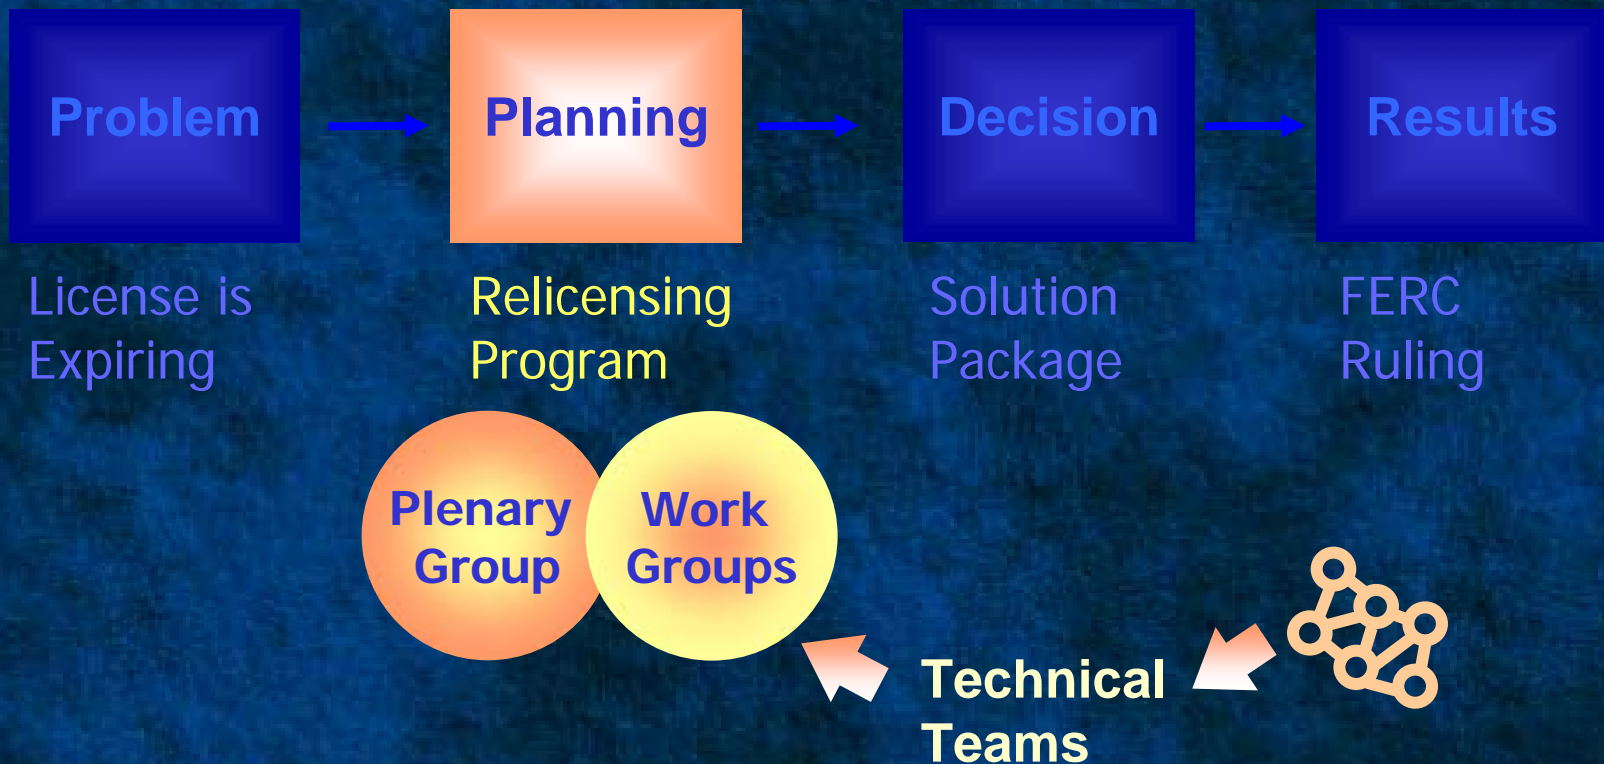 Problem
Planning
Decision
Results
License is
Expiring
Relicensing
Program
Solution
Package
FERC
Ruling
Plenary
Group
Work
Groups
Technical
Teams